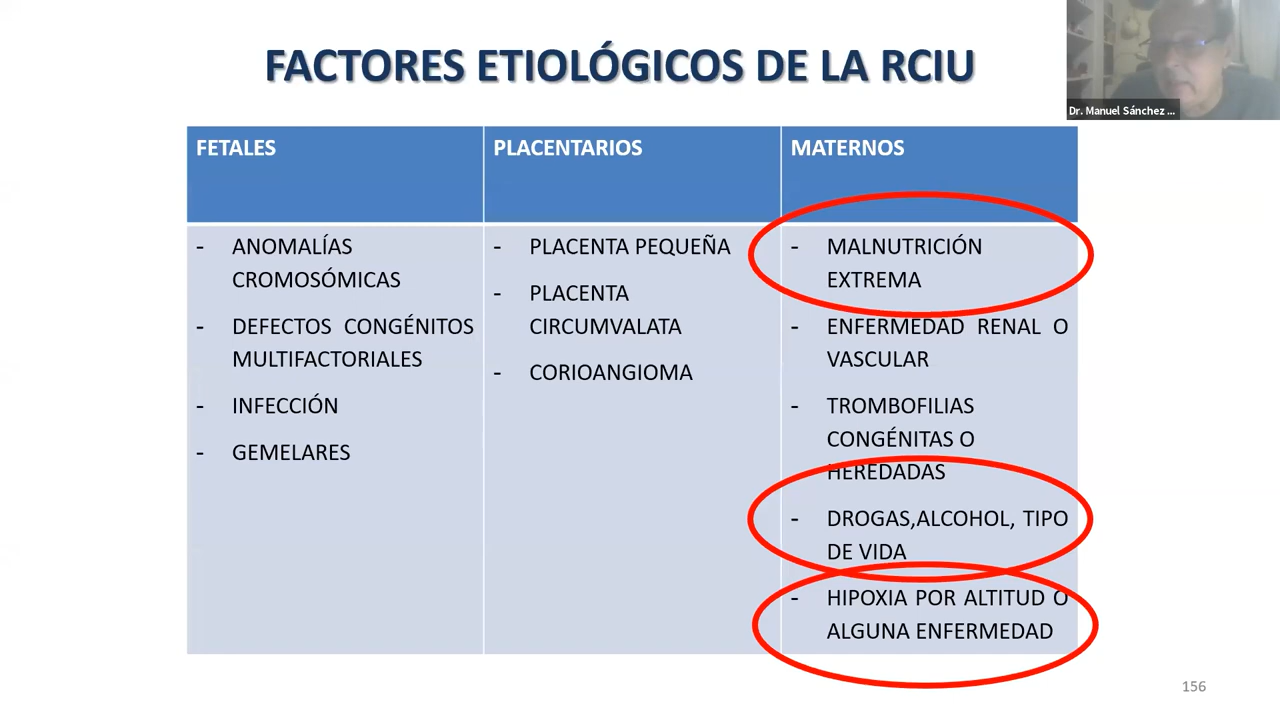 FACTORES ETIOLÓGICOS DE LA RCIU
Dr. Manuel Sánchez ...
FETALES
- ANOMALÍAS
CROMOSÓMICAS
- DEFECTOS CONGÉNITOS
MULTIFACTORIALES
- INFECCIÓN
- GEMELARES
PLACENTARIOS
- PLACENTA PEQUEÑA
- PLACENTA
CIRCUMVALATA
- CORIOANGIOMA
MATERNOS
- MALNUTRICIÓN
EXTREMA
- ENFERMEDAD RENAL O
VASCULAR
- TROMBOFILIAS
CONGÉNITAS O
HEREDADAS
- DROGAS,ALCOHOL, TIPO
DE VIDA
- HIPOXIA POR ALTITUD O
ALGUNA ENFERMEDAD
156